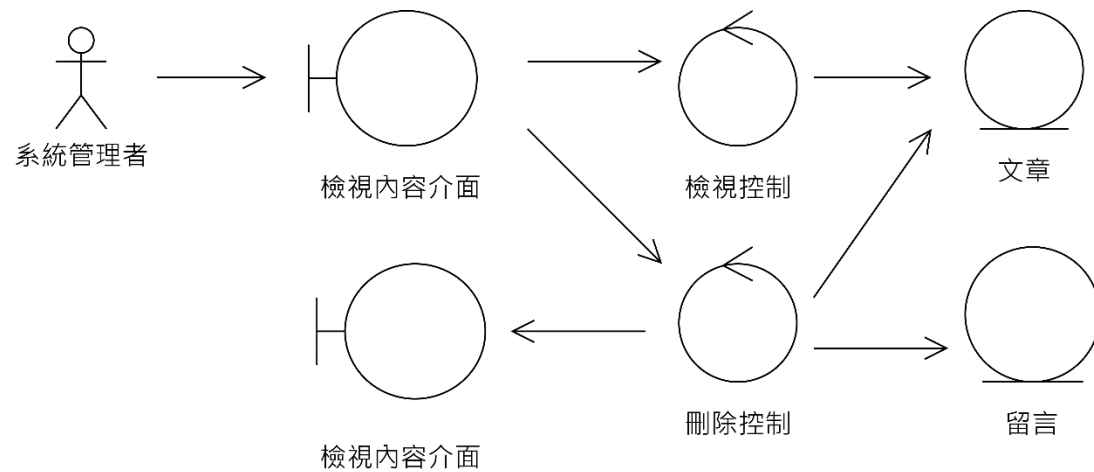 系統管理者
檢視內容介面
檢視控制
文章
檢視內容介面
刪除控制
留言